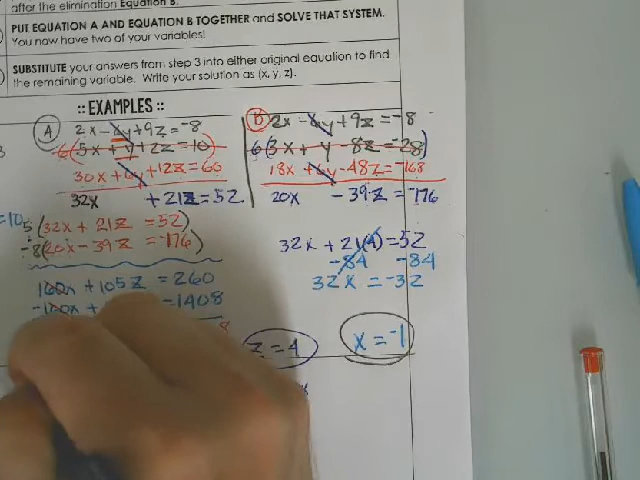 after the elimination Equation B.
PUT EQUATION A AND EQUATION B TOGETHER and SOLVE THAT SYSTEM.
You now have two of your variables!
SUBSTITUTE your answers from step 3 into either original equation to find
the remaining variable. Write your solution as (x, y, z).
:: EXAMPLES ::
A
2x - 6y + 9z = -8
6(5x + y + 2z = 10)
30x + 6y + 12z = 60
32x + 21z = 52
B
2x - 6y + 9z = -8
6(3x + y - 8z = -28)
18x + 6y - 48z = -168
20x - 39z = -176
=10
5(32x + 21z = 52)
-8(20x - 39z = -176)
160x + 105z = 260
-160x + -1408
8
z = 4
32x + 21(4) = 52
-84 -84
32x = -32
x = -1